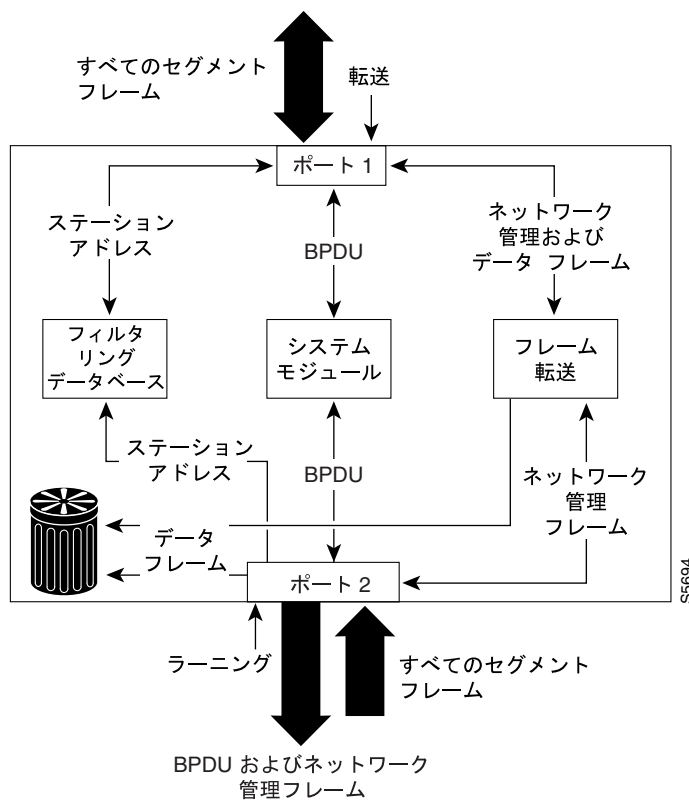 すべてのセグメント
フレーム
転送
ポート 1
ステーション
アドレス
BPDU
ネットワーク
管理および
データ フレーム
フィルタ
リング
データベース
システム
モジュール
フレーム
転送
ステーション
アドレス
BPDU
ネットワーク
管理
フレーム
データ
フレーム
ポート 2
S5694
ラーニング
すべてのセグメント
フレーム
BPDU およびネットワーク
管理フレーム